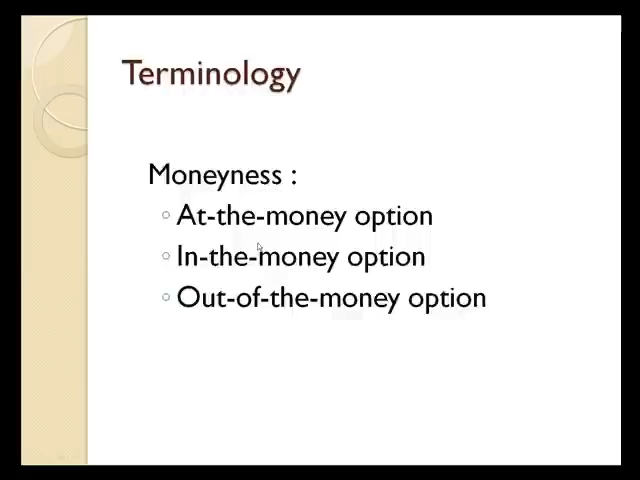 Terminology
Moneyness :
At-the-money option
In-the-money option
Out-of-the-money option